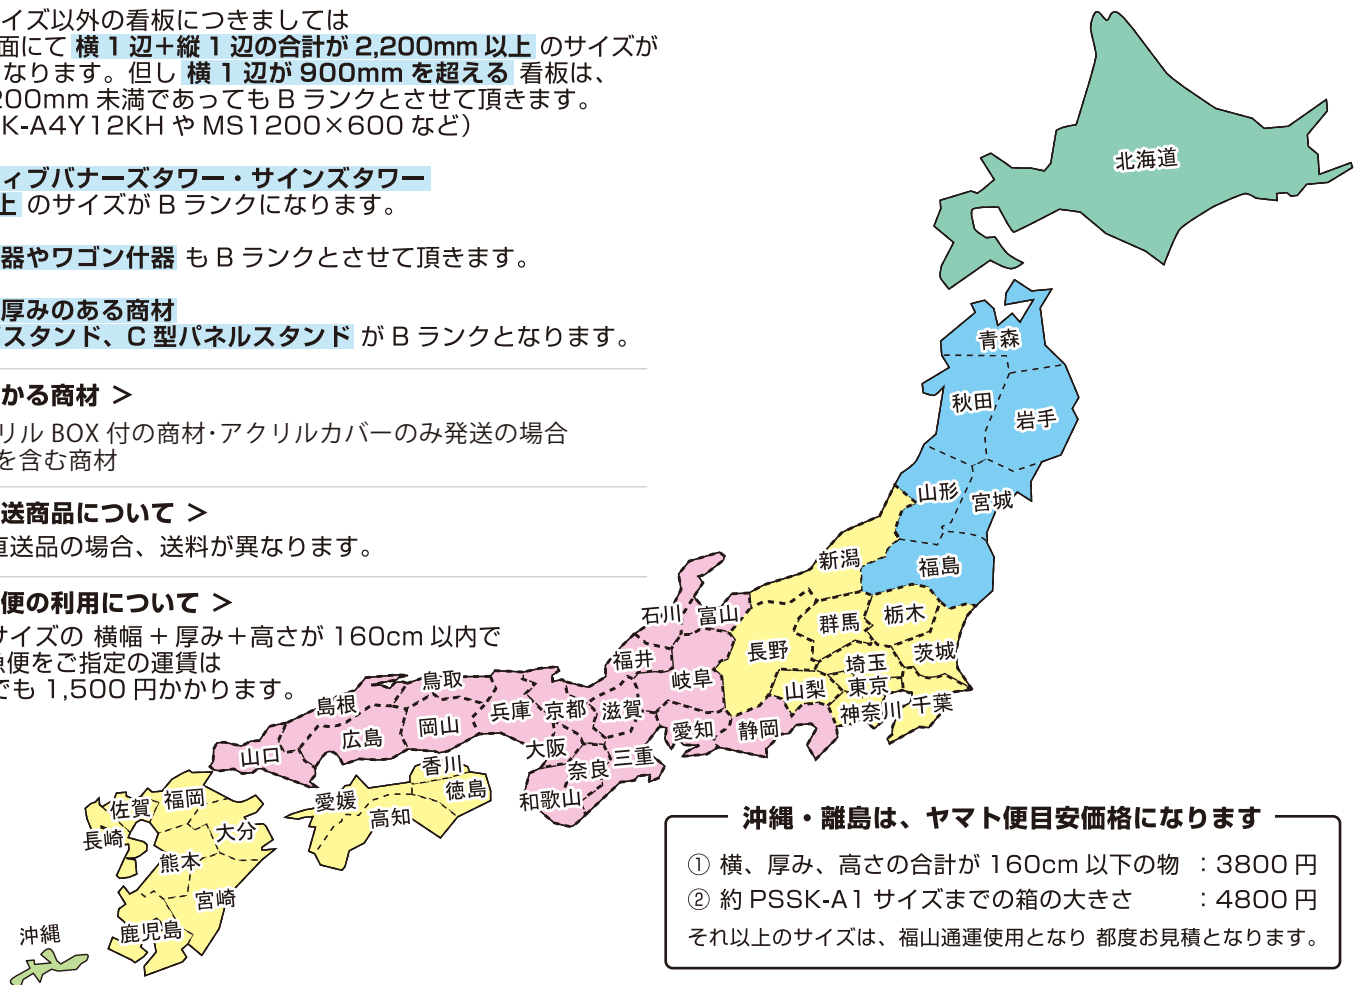 イズ以外の看板につきましては
面にて 横1辺＋縦1辺の合計が2,200mm 以上 のサイズが
なります。但し 横1辺が900mm を超える 看板は、
200mm 未満であってもBランクとさせて頂きます。
K-A4Y12KH や MS1200×600 など）
ィブバナーズタワー・サインズタワー
上 のサイズがBランクになります。
器やワゴン什器 もBランクとさせて頂きます。
厚みのある商材
スタンド、C型パネルスタンド がBランクとなります。
かる商材 ＞
リル BOX 付の商材・アクリルカバーのみ発送の場合
を含む商材
送商品について ＞
直送品の場合、送料が異なります。
便の利用について ＞
サイズの 横幅＋厚み＋高さが 160cm 以内で
急便をご指定の運賃は
でも 1,500 円かかります。
北海道
青森
秋田
岩手
山形
宮城
福島
新潟
石川
富山
群馬
栃木
福井
長野
茨城
岐阜
埼玉
鳥取
山梨
東京
島根
兵庫
京都
滋賀
神奈川
千葉
広島
岡山
愛知
静岡
山口
大阪
奈良
三重
香川
和歌山
愛媛
徳島
高知
佐賀
福岡
長崎
大分
熊本
宮崎
鹿児島
沖縄
沖縄・離島は、ヤマト便目安価格になります
① 横、厚み、高さの合計が 160cm 以下の物 ：3800 円
② 約 PSSK-A1 サイズまでの箱の大きさ ：4800 円
それ以上のサイズは、福山通運使用となり 都度お見積となります。